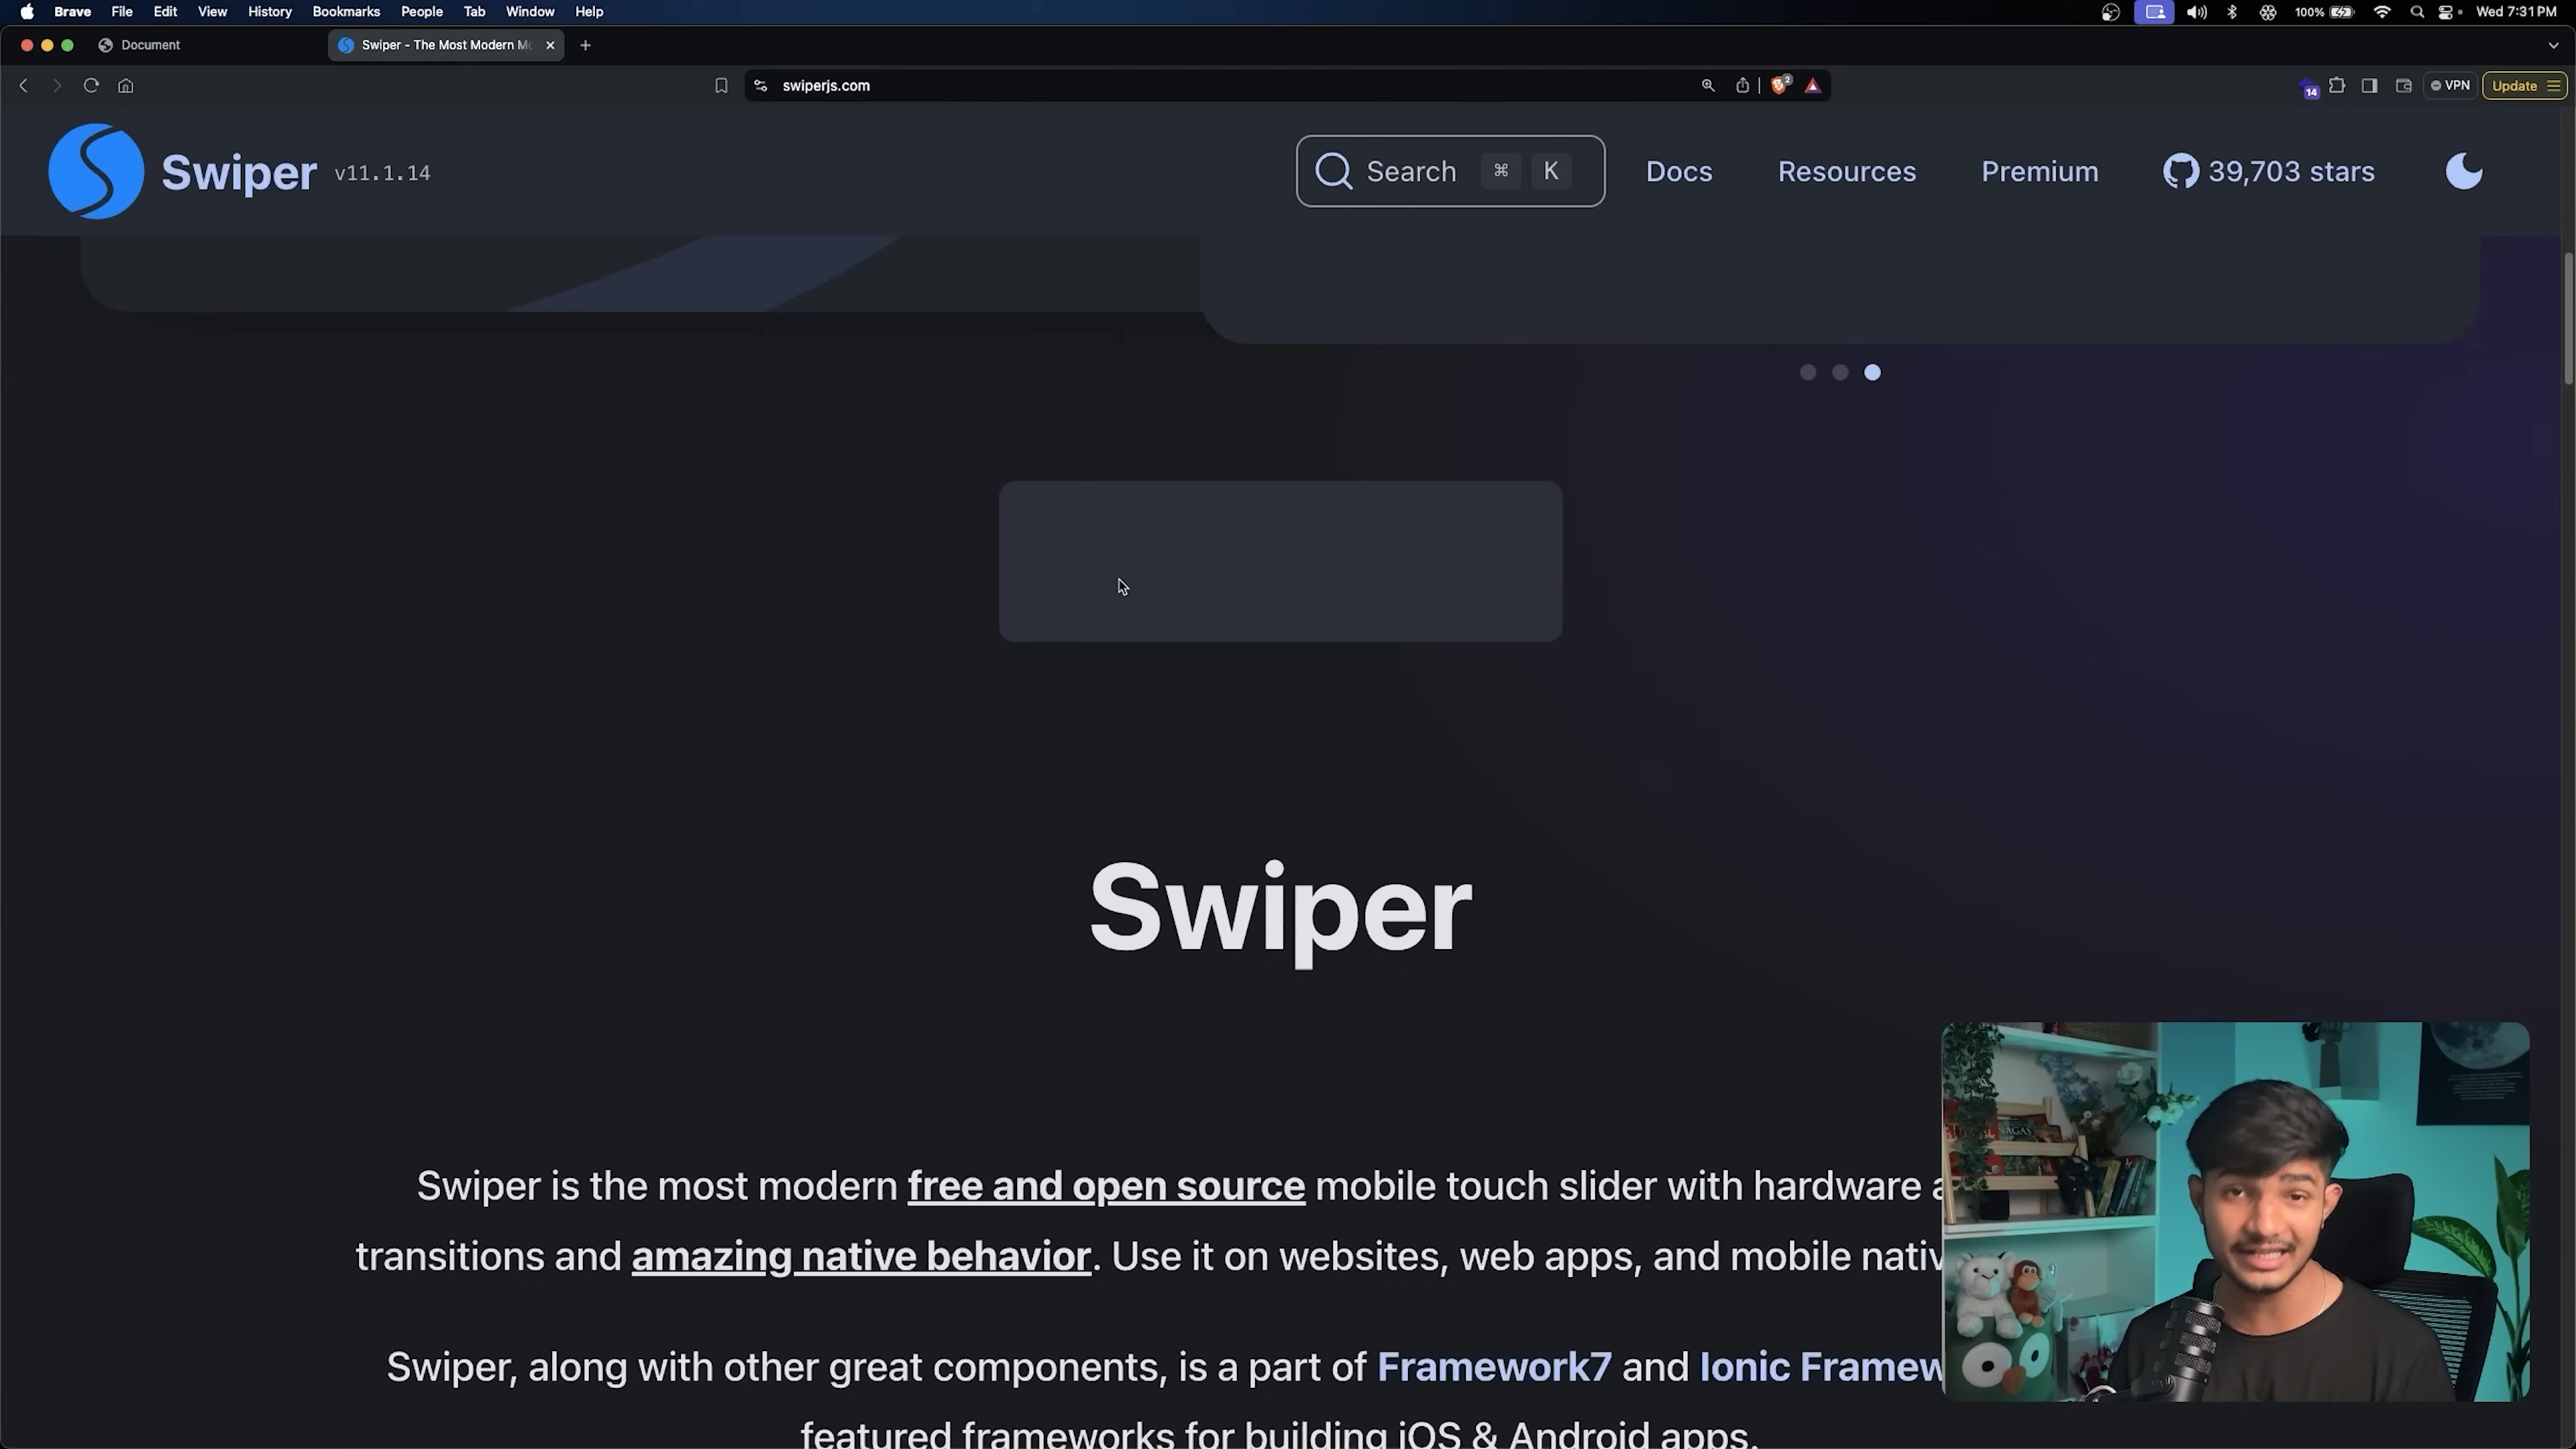 Brave File Edit View History Bookmarks People Tab Window Help 100% Wed 7:31 PM
Document Swiper - The Most Modern Mo
swiperjs.com 2 14 VPN Update
Swiper v11.1.14 Search ⌘ K Docs Resources Premium 39,703 stars
Swiper
Swiper is the most modern free and open source mobile touch slider with hardware a
transitions and amazing native behavior. Use it on websites, web apps, and mobile nativ
Swiper, along with other great components, is a part of Framework7 and Ionic Framew
featured frameworks for building iOS & Android apps.
NAGAS